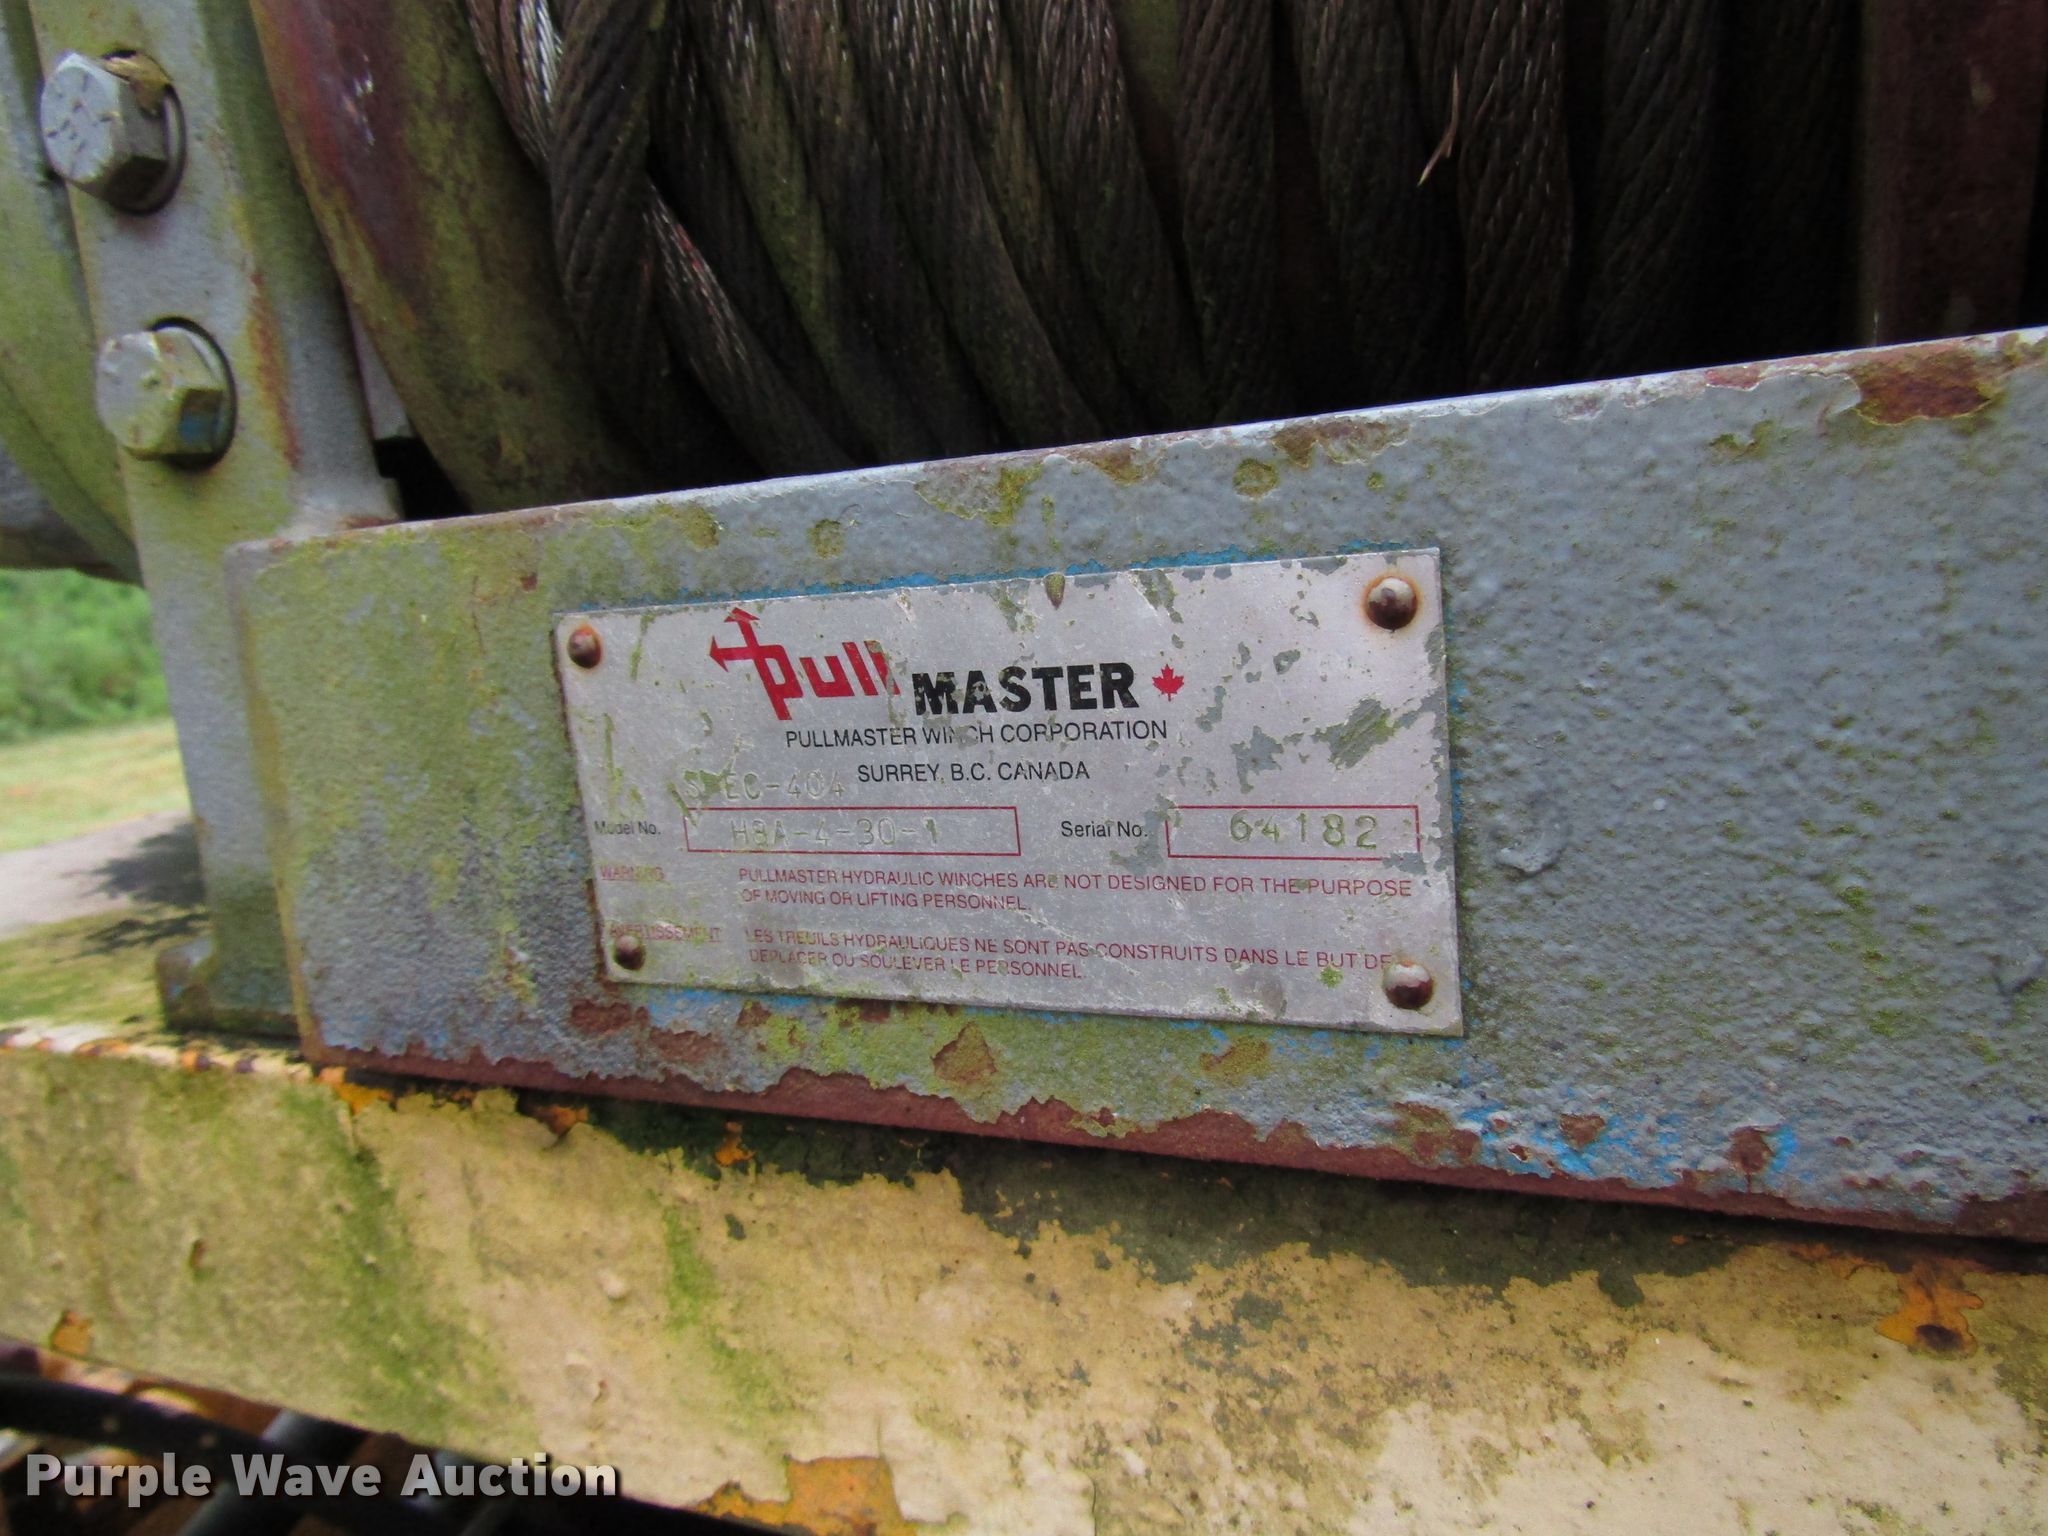 pull MASTER
PULLMASTER WINCH CORPORATION
SURREY, B.C. CANADA
SPEC-404
Model No. H8A-4-30-1 Serial No. 64182
WARNING PULLMASTER HYDRAULIC WINCHES ARE NOT DESIGNED FOR THE PURPOSE
OF MOVING OR LIFTING PERSONNEL.
AVERTISSEMENT LES TREUILS HYDRAULIQUES NE SONT PAS CONSTRUITS DANS LE BUT DE
DEPLACER OU SOULEVER LE PERSONNEL
Purple Wave Auction